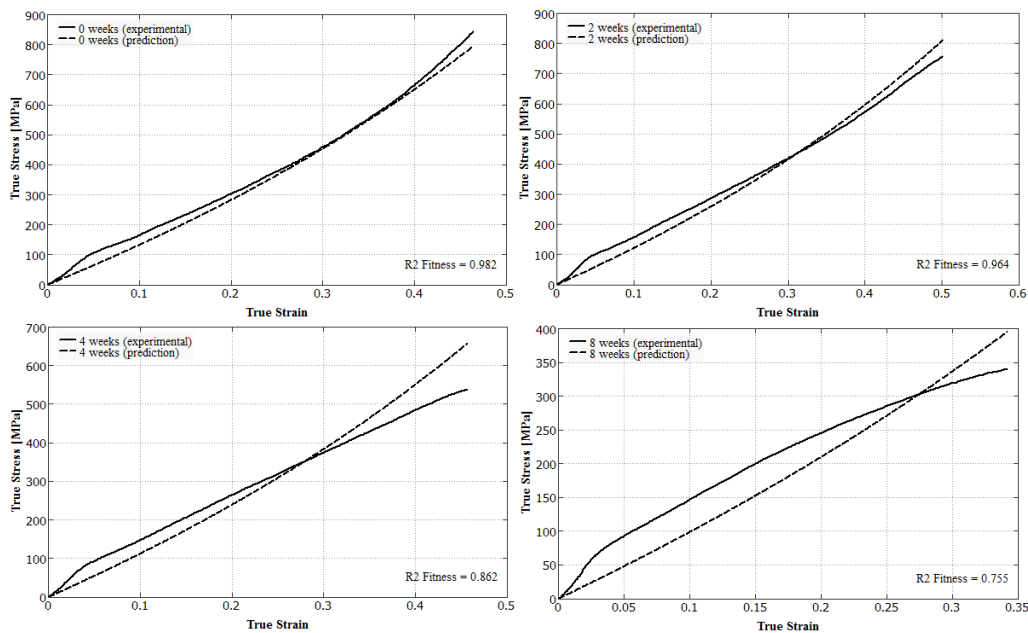 900
800
700
600
500
400
300
200
100
0
True Stress [MPa]
0 weeks (experimental)
0 weeks (prediction)
R2 Fitness = 0.982
0 0.1 0.2 0.3 0.4 0.5
True Strain
900
800
700
600
500
400
300
200
100
0
True Stress [MPa]
2 weeks (experimental)
2 weeks (prediction)
R2 Fitness = 0.964
0 0.1 0.2 0.3 0.4 0.5 0.6
True Strain
700
600
500
400
300
200
100
0
True Stress [MPa]
4 weeks (experimental)
4 weeks (prediction)
R2 Fitness = 0.862
0 0.1 0.2 0.3 0.4 0.5
True Strain
400
350
300
250
200
150
100
50
0
True Stress [MPa]
8 weeks (experimental)
8 weeks (prediction)
R2 Fitness = 0.755
0 0.05 0.1 0.15 0.2 0.25 0.3 0.35
True Strain